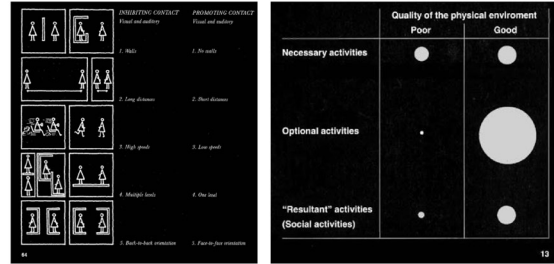 INHIBITING CONTACT
Visual and auditory
PROMOTING CONTACT
Visual and auditory
1. Walls
1. No walls
2. Long distances
2. Short distances
3. High speeds
3. Low speeds
4. Multiple levels
4. One level
5. Back-to-back orientation
5. Face-to-face orientation
64
Quality of the physical enviroment
Poor
Good
Necessary activities
Optional activities
"Resultant" activities
(Social activities)
13